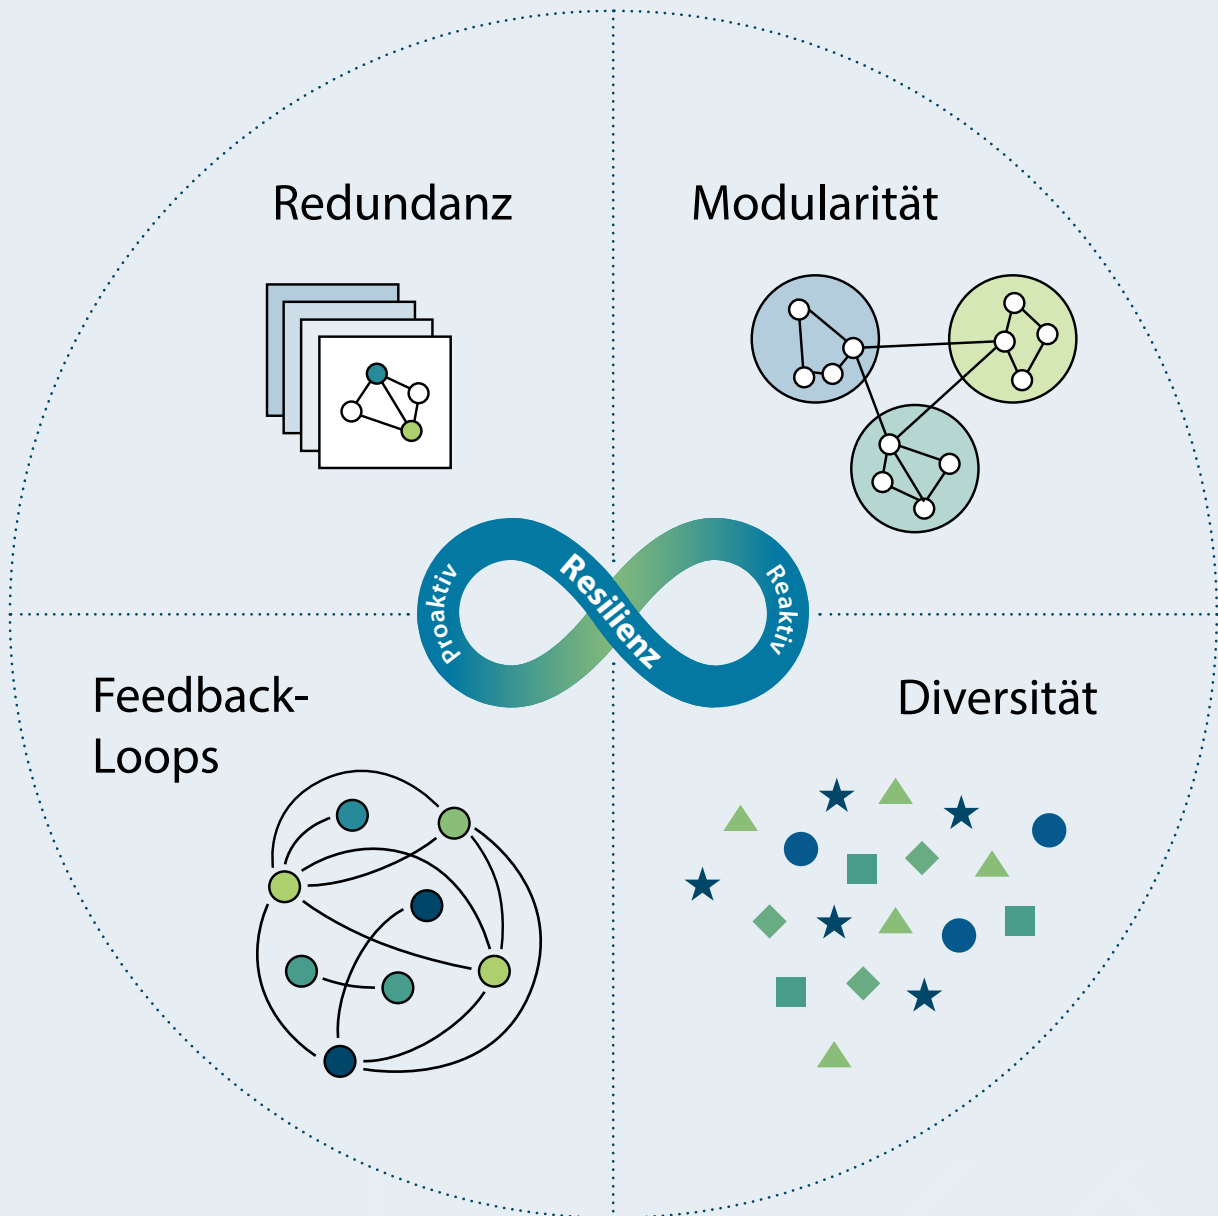 Redundanz
Modularität
Proaktiv
Resilienz
Reaktiv
Feedback-
Loops
Diversität